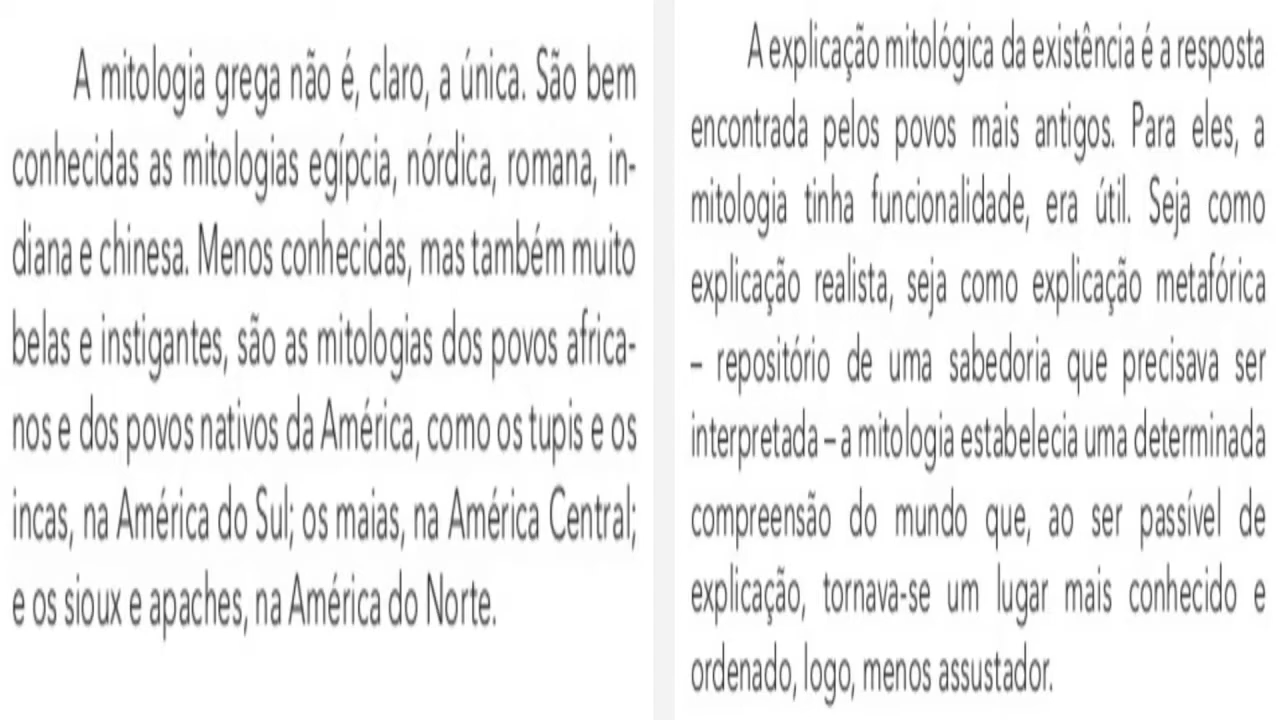 A mitologia grega não é, claro, a única. São bem
conhecidas as mitologias egípcia, nórdica, romana, in-
diana e chinesa. Menos conhecidas, mas também muito
belas e instigantes, são as mitologias dos povos africa-
nos e dos povos nativos da América, como os tupis e os
incas, na América do Sul; os maias, na América Central;
e os sioux e apaches, na América do Norte.
A explicação mitológica da existência é a resposta
encontrada pelos povos mais antigos. Para eles, a
mitologia tinha funcionalidade, era útil. Seja como
explicação realista, seja como explicação metafórica
– repositório de uma sabedoria que precisava ser
interpretada – a mitologia estabelecia uma determinada
compreensão do mundo que, ao ser passível de
explicação, tornava-se um lugar mais conhecido e
ordenado, logo, menos assustador.